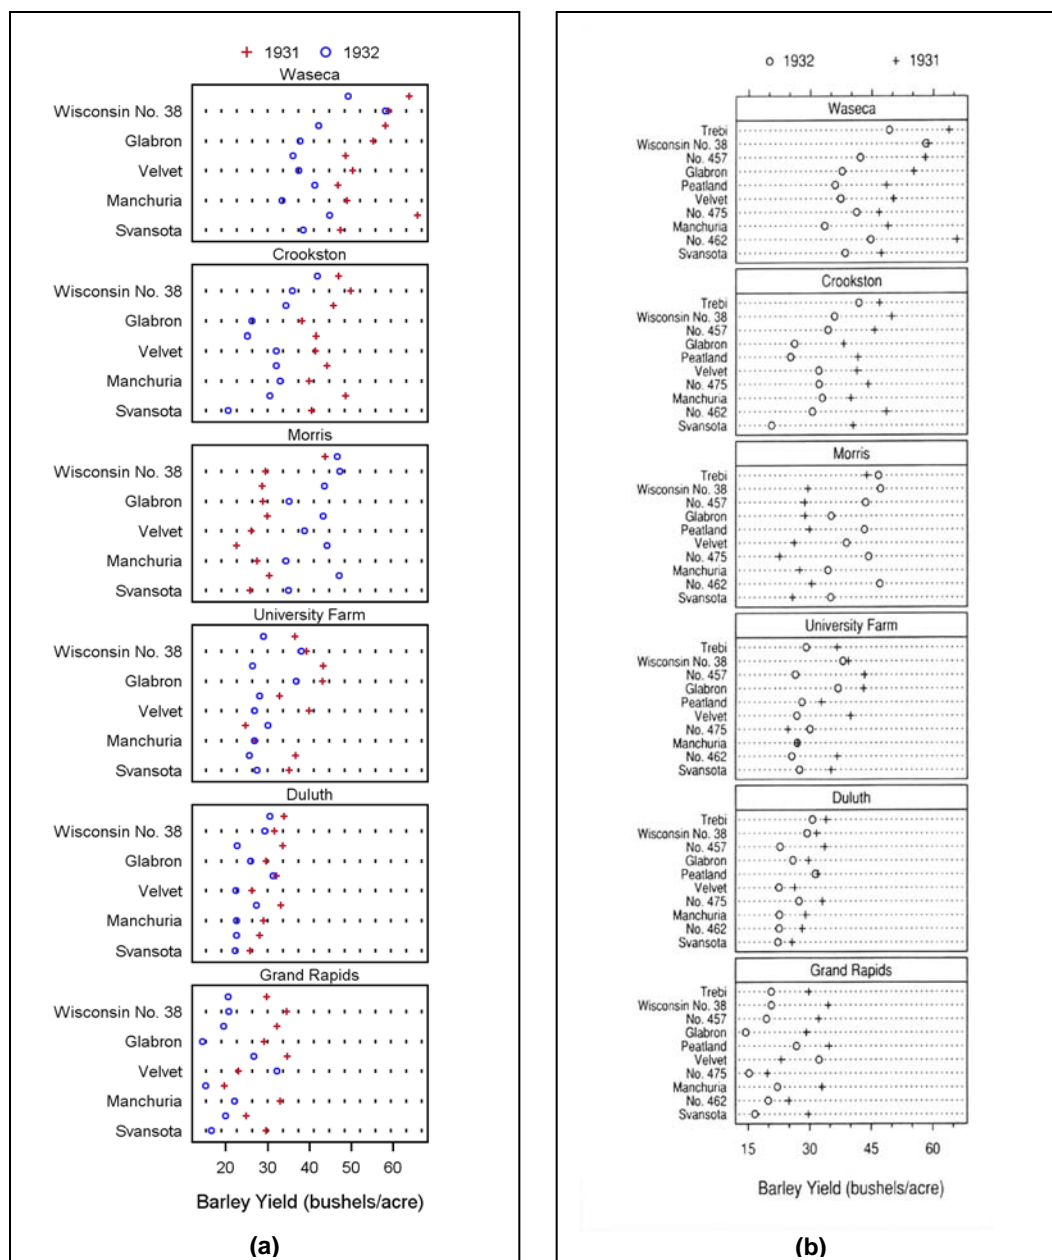 + 1931 o 1932
Waseca
Wisconsin No. 38
Glabron
Velvet
Manchuria
Svansota
Crookston
Wisconsin No. 38
Glabron
Velvet
Manchuria
Svansota
Morris
Wisconsin No. 38
Glabron
Velvet
Manchuria
Svansota
University Farm
Wisconsin No. 38
Glabron
Velvet
Manchuria
Svansota
Duluth
Wisconsin No. 38
Glabron
Velvet
Manchuria
Svansota
Grand Rapids
Wisconsin No. 38
Glabron
Velvet
Manchuria
Svansota
20 30 40 50 60
Barley Yield (bushels/acre)
(a)
o 1932 + 1931
Waseca
Trebi
Wisconsin No. 38
No. 457
Glabron
Peatland
Velvet
No. 475
Manchuria
No. 462
Svansota
Crookston
Trebi
Wisconsin No. 38
No. 457
Glabron
Peatland
Velvet
No. 475
Manchuria
No. 462
Svansota
Morris
Trebi
Wisconsin No. 38
No. 457
Glabron
Peatland
Velvet
No. 475
Manchuria
No. 462
Svansota
University Farm
Trebi
Wisconsin No. 38
No. 457
Glabron
Peatland
Velvet
No. 475
Manchuria
No. 462
Svansota
Duluth
Trebi
Wisconsin No. 38
No. 457
Glabron
Peatland
Velvet
No. 475
Manchuria
No. 462
Svansota
Grand Rapids
Trebi
Wisconsin No. 38
No. 457
Glabron
Peatland
Velvet
No. 475
Manchuria
No. 462
Svansota
15 30 45 60
Barley Yield (bushels/acre)
(b)